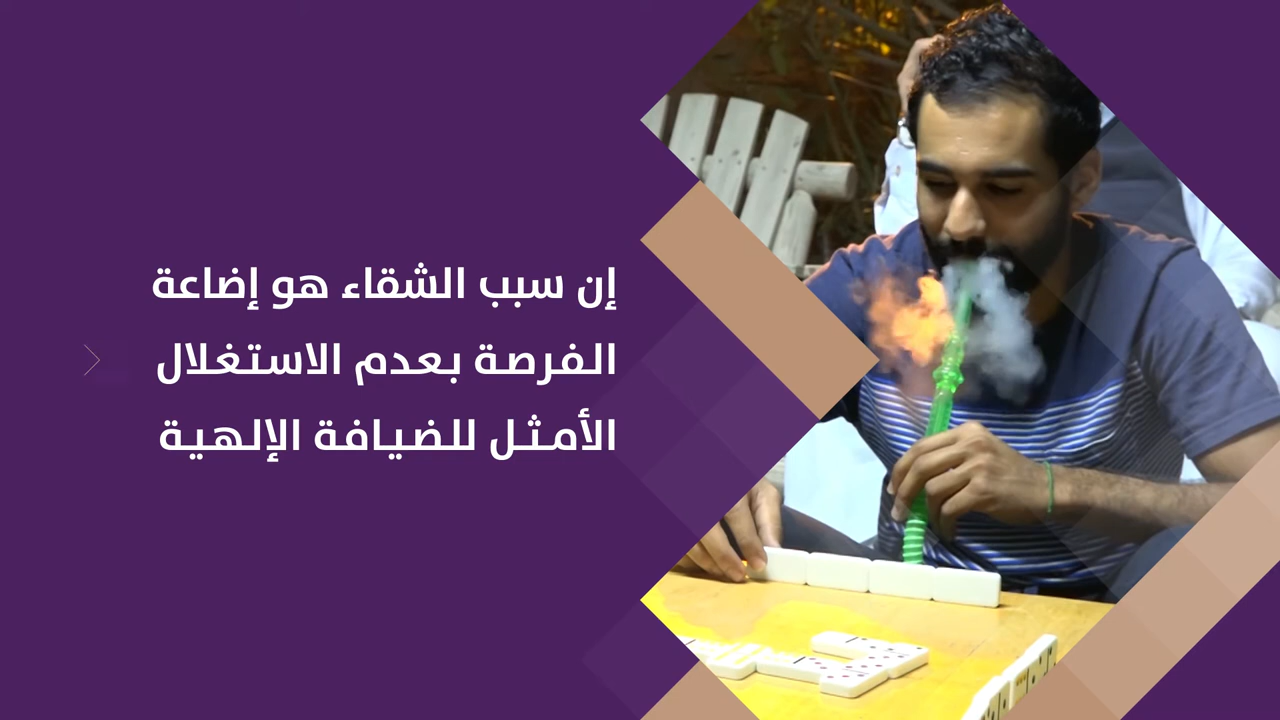 إن سبب الشقاء هو إضاعة
الفرصة بعدم الاستغلال
الأمثل للضيافة الإلهية